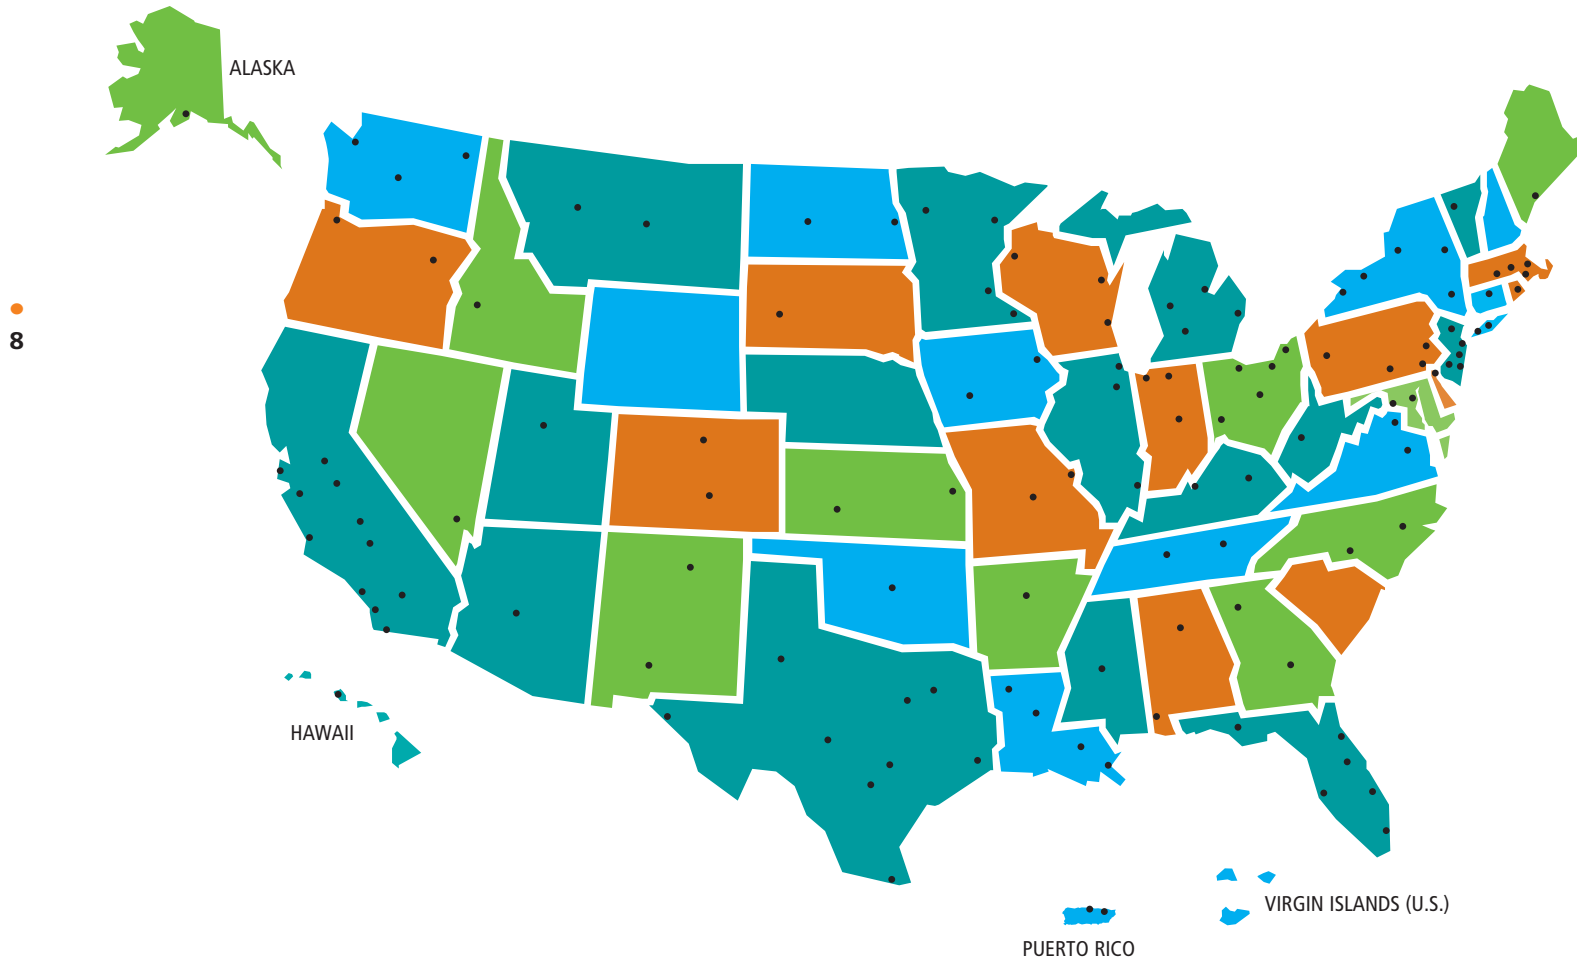 ALASKA
8
HAWAII
VIRGIN ISLANDS (U.S.)
PUERTO RICO